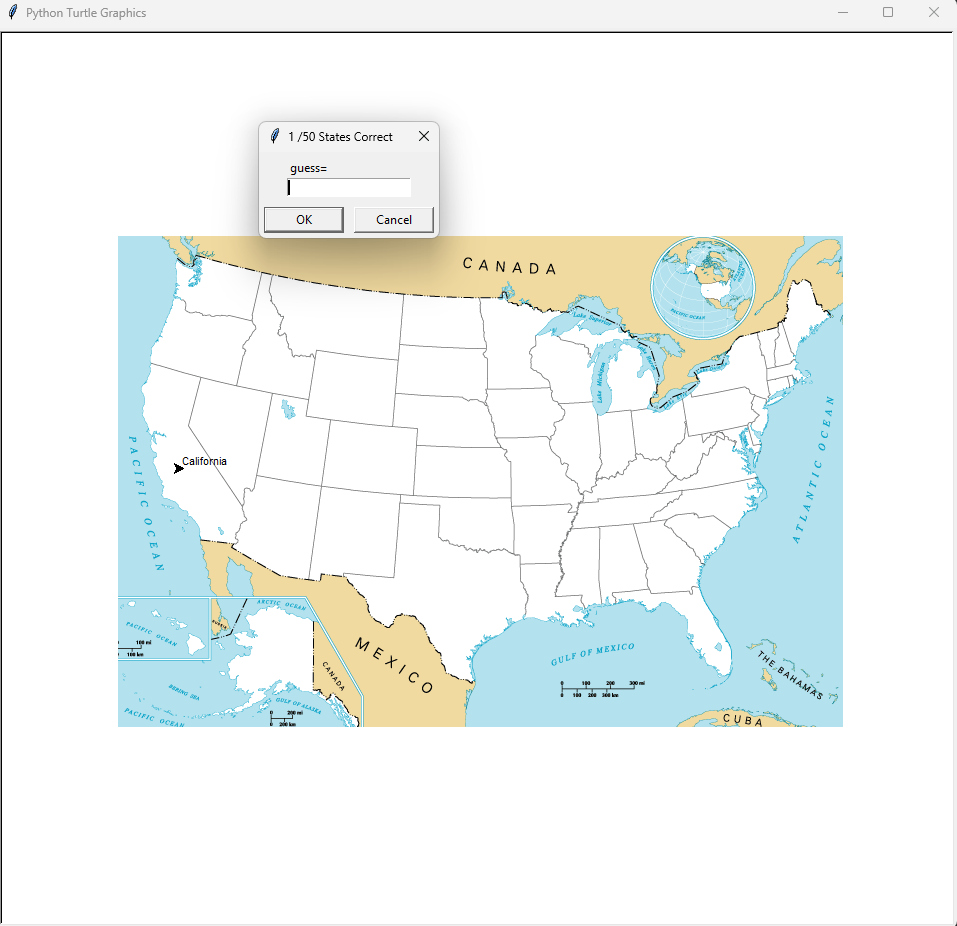 Python Turtle Graphics
1 /50 States Correct
guess=
OK
Cancel
CANADA
PACIFIC OCEAN
Lake Superior
Lake Michigan
California
PACIFIC OCEAN
ATLANTIC OCEAN
ARCTIC OCEAN
PACIFIC OCEAN
RUSSIA
100 mi
100 km
MEXICO
CANADA
GULF OF MEXICO
THE BAHAMAS
0 100 200 300 mi
0 100 200 300 km
BERING SEA
GULF OF ALASKA
PACIFIC OCEAN
0 200 mi
0 200 km
CUBA